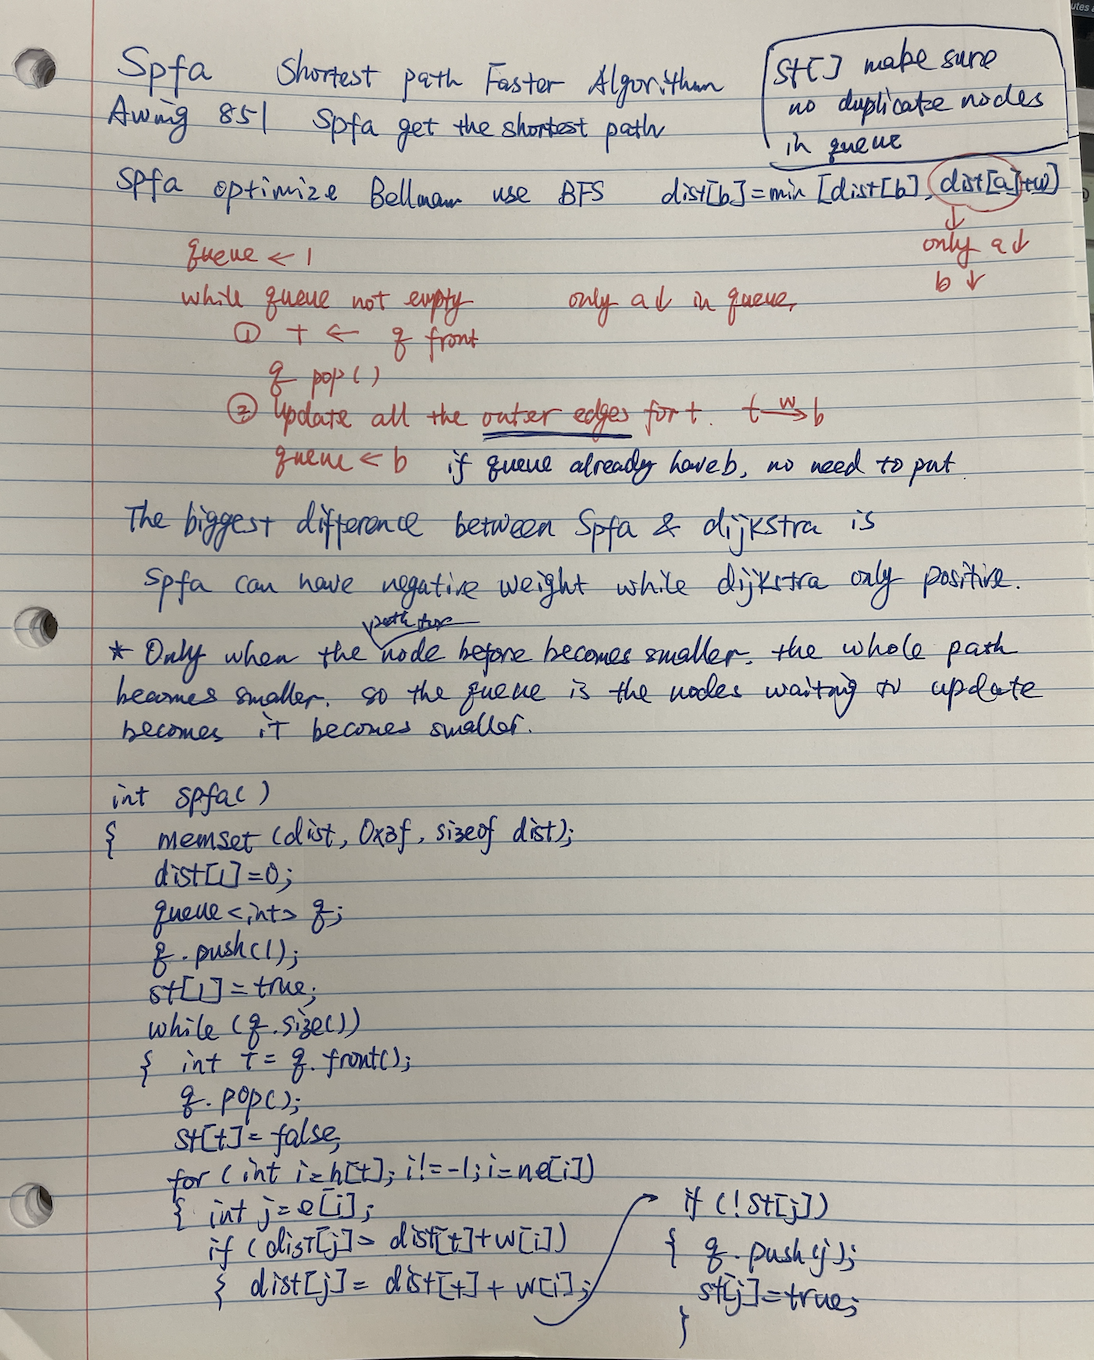 Spfa Shortest path Faster Algorithm
Awing 851 Spfa get the shortest path
st[] make sure
no duplicate nodes
in queue
Spfa optimize Bellman use BFS dist[b]=min [dist[b], dist[a]+w]
↓
only a↓
b ↓
queue ← 1
while queue not empty only a↓ in queue,
① t ← q front
q pop()
② update all the outser edges for t. t -w→ b
queue ← b if queue already have b, no need to put.
The biggest difference between Spfa & dijkstra is
Spfa can have negative weight while dijkstra only positive.
* Only when the node before becomes smaller, the whole path
becomes smaller. so the queue is the nodes waiting to update
becomes it becomes smaller.
int spfa()
{ memset (dist, 0x3f, sizeof dist);
dist[1]=0;
queue<int> q;
q.push(1);
st[1]=true;
while (q.size())
{ int t= q.front();
q.pop();
st[t]=false;
for (int i=h[t]; i!=-1; i=ne[i])
{ int j=e[i];
if (dist[j]> dist[t]+w[i])
{ dist[j]= dist[t]+ w[i];
if (!st[j])
{ q.push(j);
st[j]=true;
}